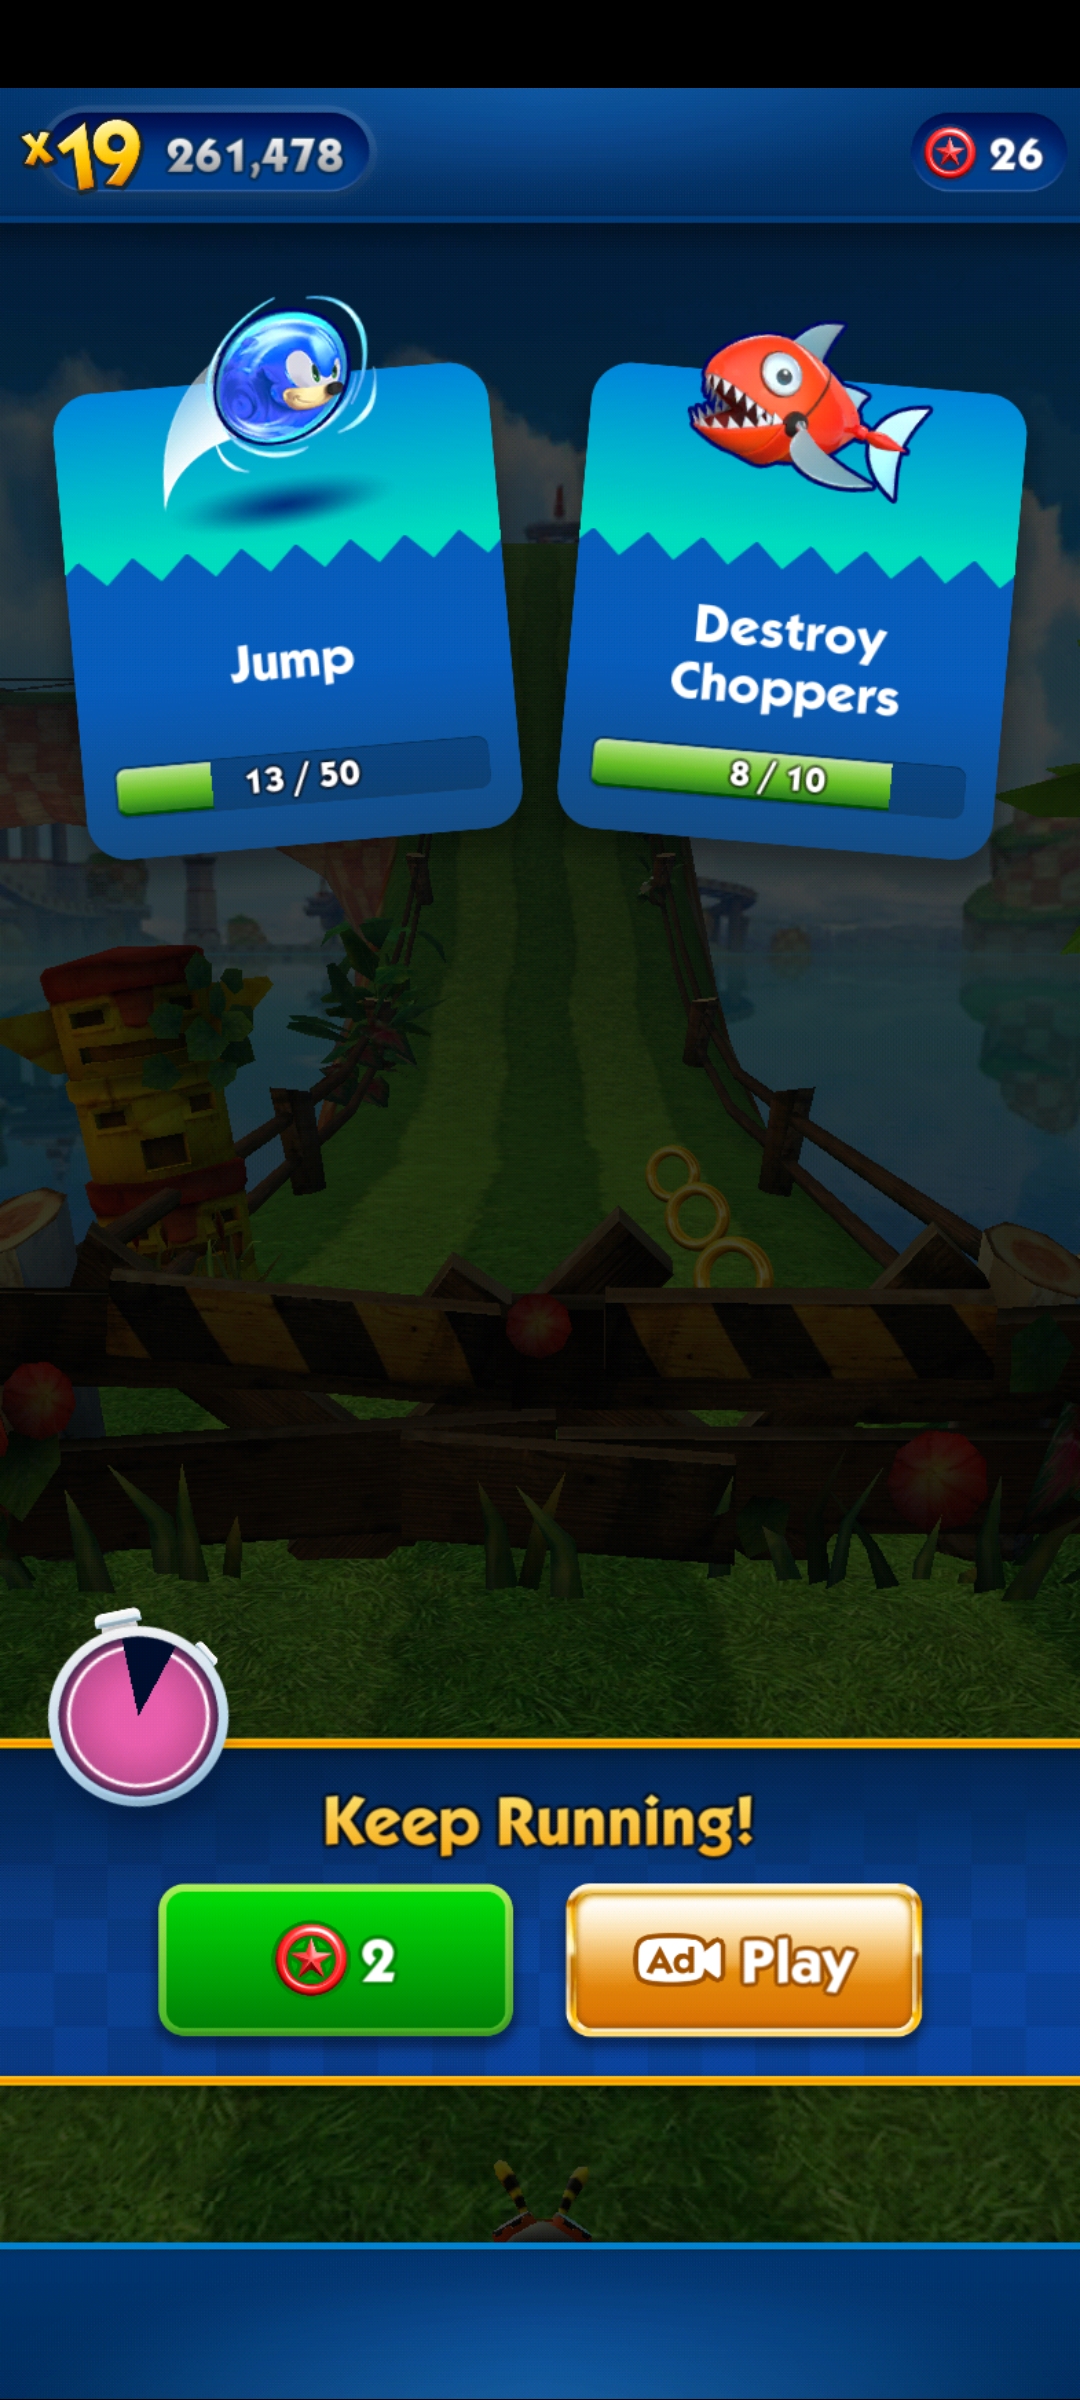 x19 261,478
26
Jump
13 / 50
Destroy
Choppers
8 / 10
Keep Running!
2
Ad Play